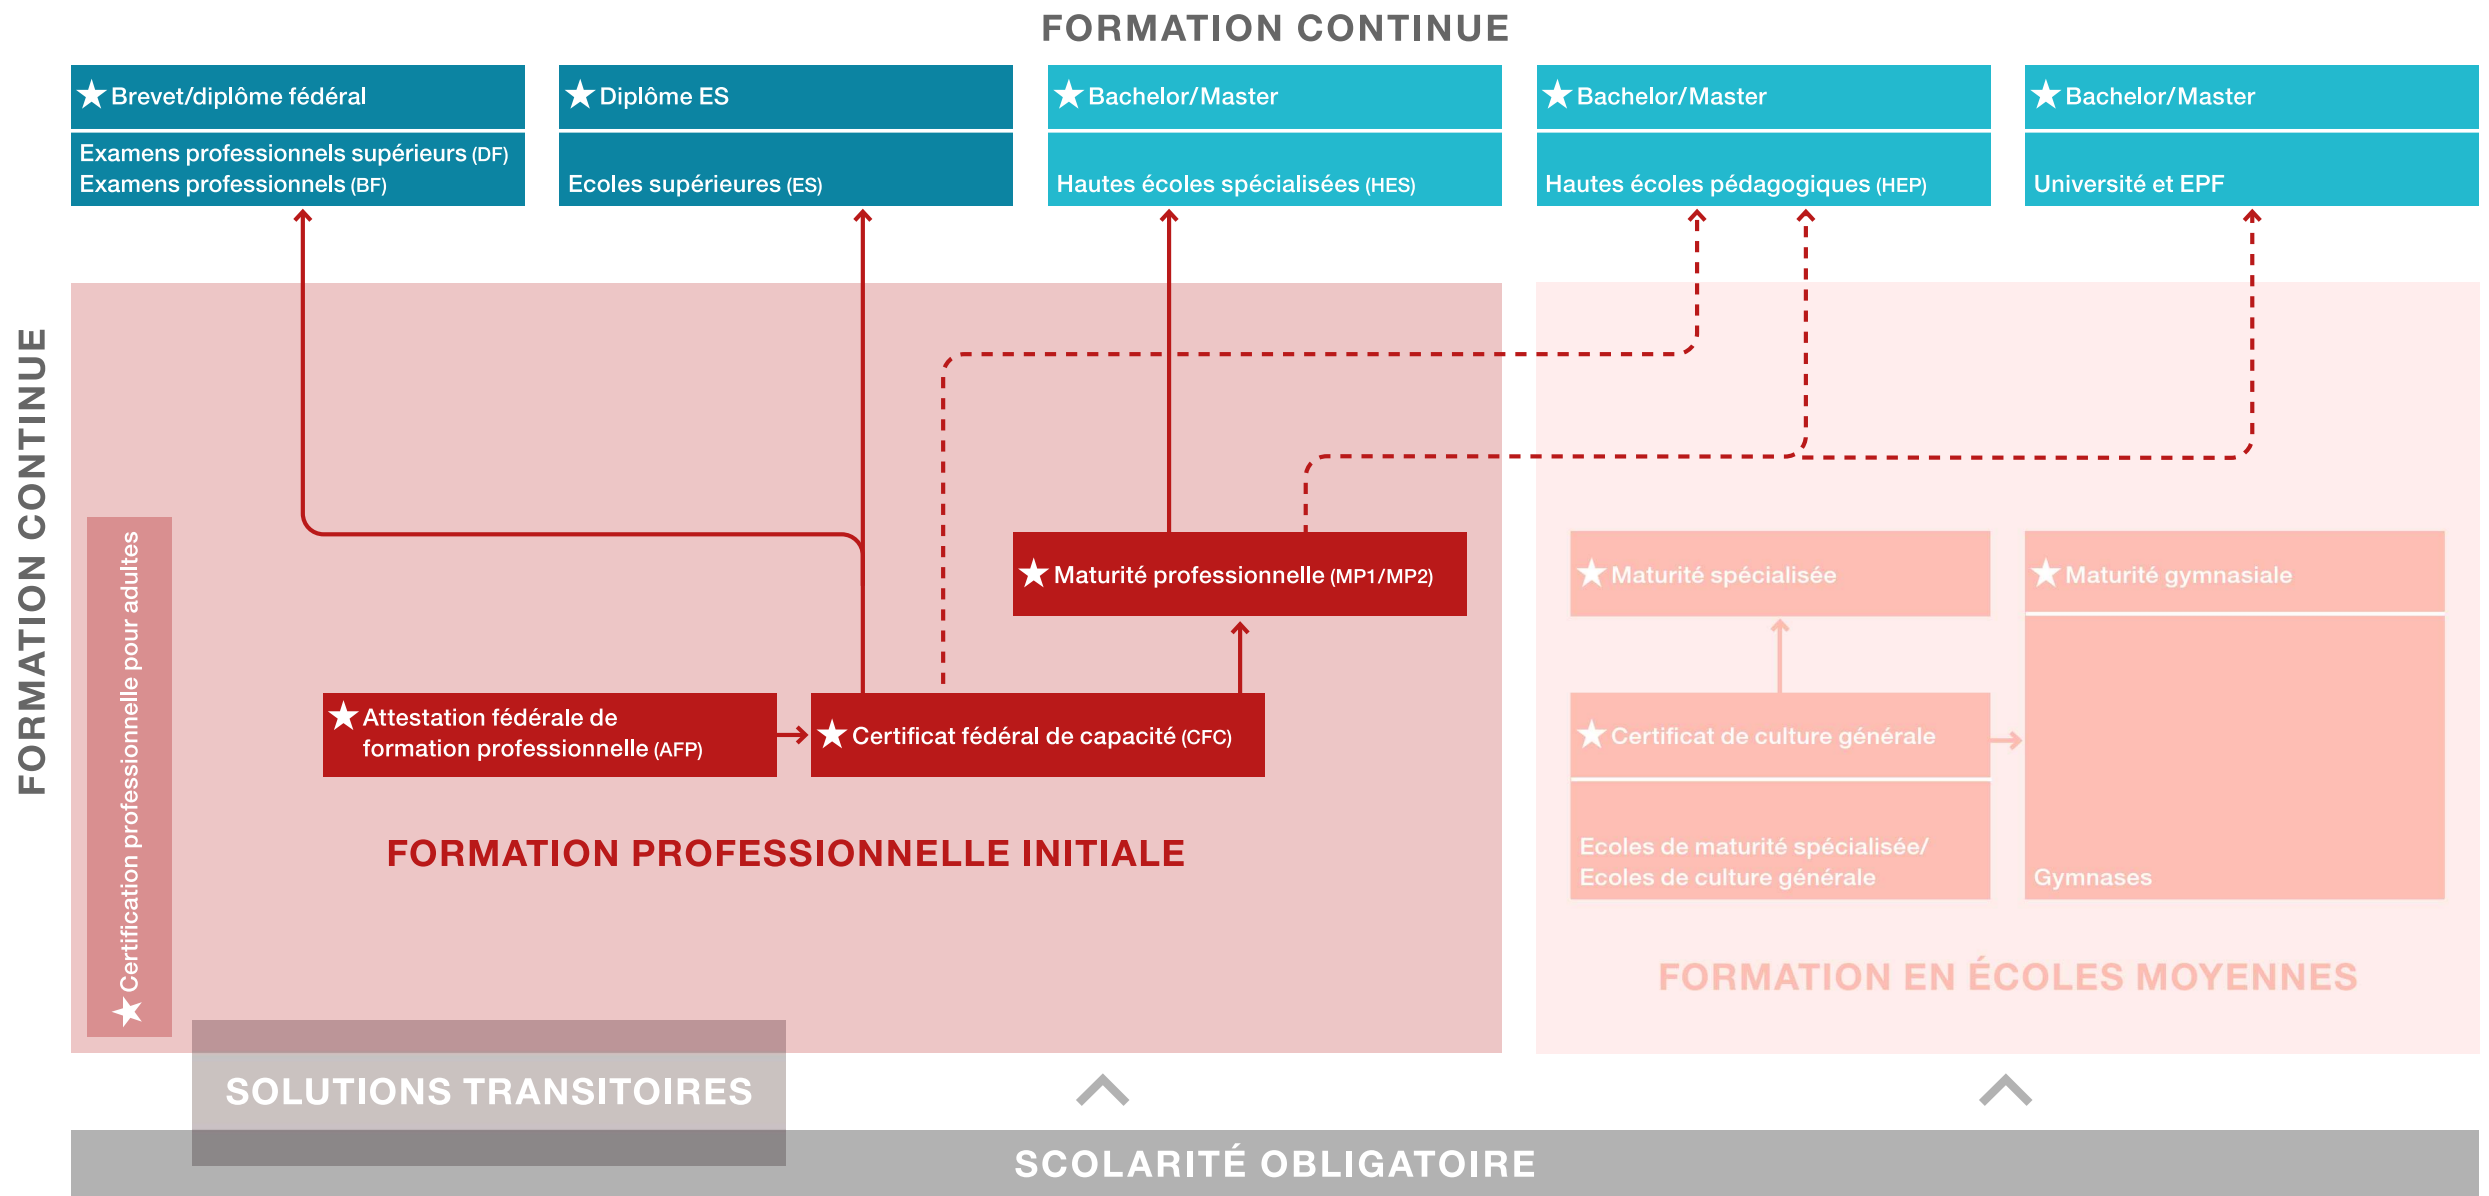 FORMATION CONTINUE
Brevet/diplôme fédéral
Examens professionnels supérieurs (DF)
Examens professionnels (BF)
Diplôme ES
Ecoles supérieures (ES)
Bachelor/Master
Hautes écoles spécialisées (HES)
Bachelor/Master
Hautes écoles pédagogiques (HEP)
Bachelor/Master
Université et EPF
FORMATION CONTINUE
Certification professionnelle pour adultes
Maturité professionnelle (MP1/MP2)
Attestation fédérale de
formation professionnelle (AFP)
Certificat fédéral de capacité (CFC)
FORMATION PROFESSIONNELLE INITIALE
Maturité spécialisée
Maturité gymnasiale
Certificat de culture générale
Ecoles de maturité spécialisée/
Ecoles de culture générale
Gymnases
FORMATION EN ÉCOLES MOYENNES
SOLUTIONS TRANSITOIRES
SCOLARITÉ OBLIGATOIRE